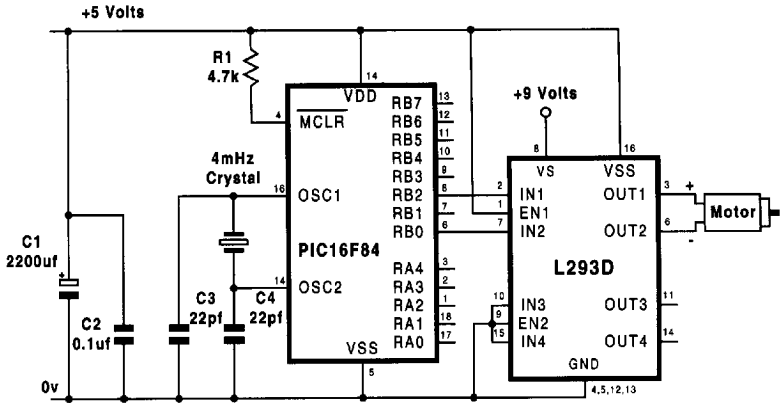 +5 Volts
R1
4.7k
14
VDD
4
MCLR
RB7 13
RB6 12
RB5 11
RB4 10
RB3 9
RB2 8
RB1 7
RB0 6
+9 Volts
8
VS
16
VSS
4mHz
Crystal
16
OSC1
2
IN1
1
EN1
7
IN2
OUT1 3
+
Motor
OUT2 6
-
PIC16F84
L293D
C1
2200uf
+
14
OSC2
RA4 3
RA3 2
RA2 1
RA1 18
RA0 17
C3
22pf
C4
22pf
C2
0.1uf
10
IN3
9
EN2
15
IN4
OUT3 11
OUT4 14
VSS
5
GND
4,5,12,13
0v